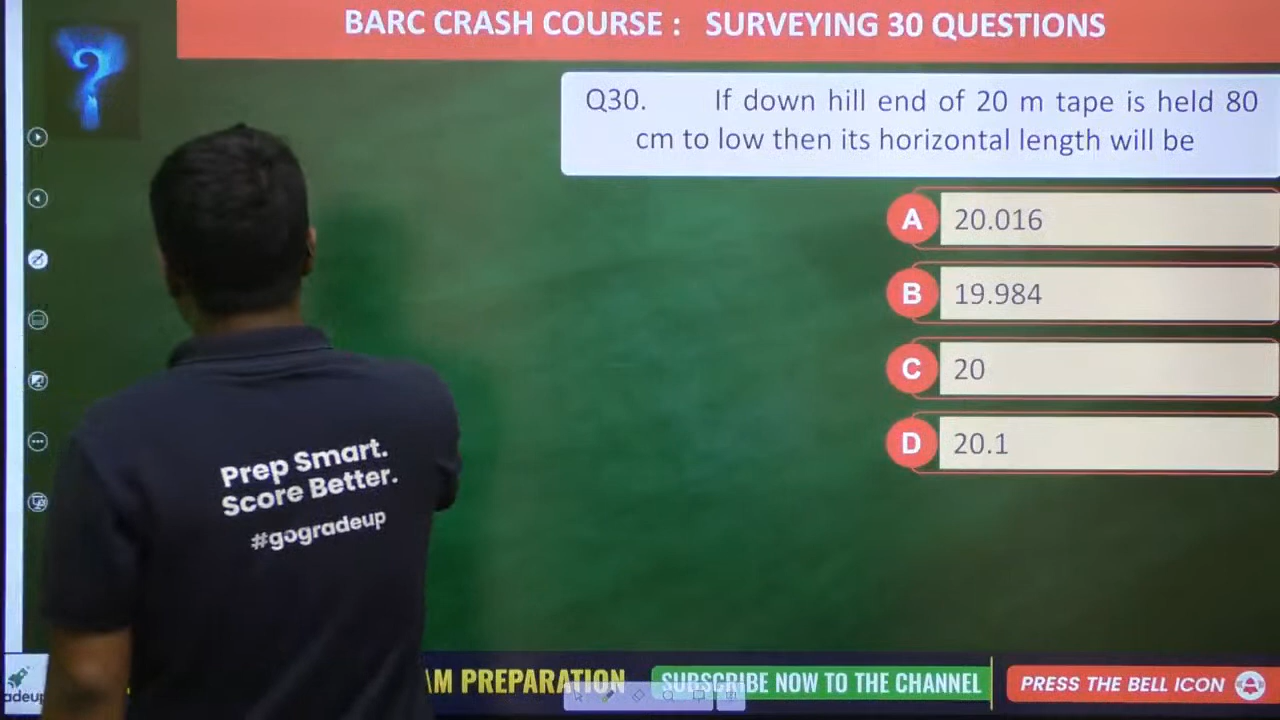 BARC CRASH COURSE : SURVEYING 30 QUESTIONS
Q30. If down hill end of 20 m tape is held 80
cm to low then its horizontal length will be
A 20.016
B 19.984
C 20
D 20.1
Prep Smart.
Score Better.
#gogradeup
adeup
AM PREPARATION
SUBSCRIBE NOW TO THE CHANNEL
PRESS THE BELL ICON